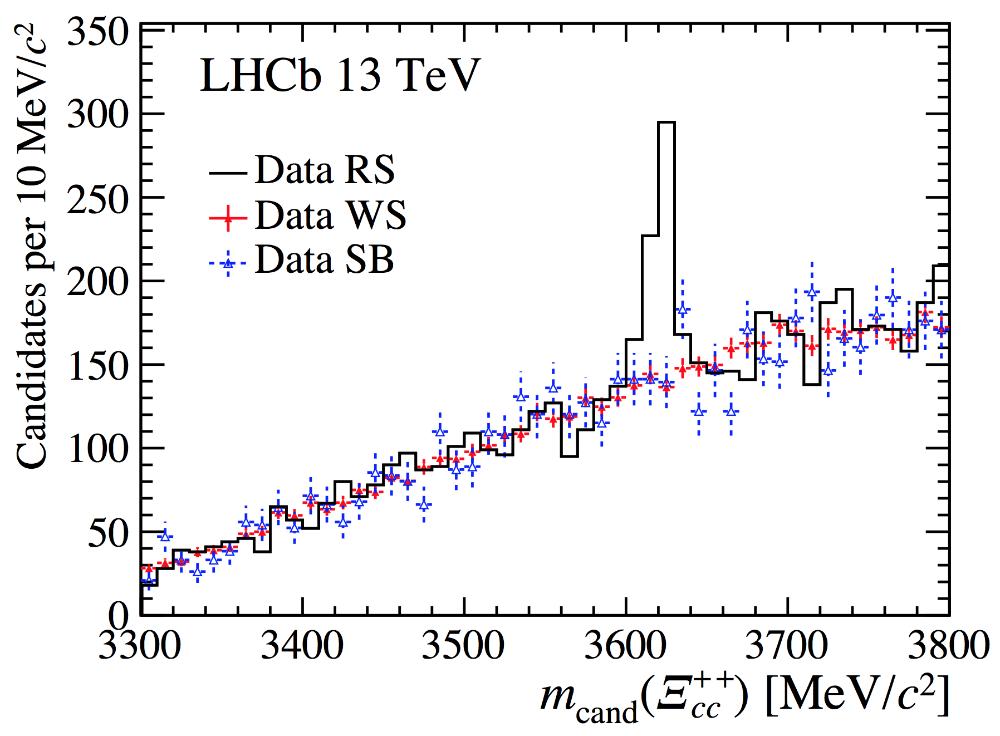 Candidates per 10 MeV/c²
350
300
250
200
150
100
50
0
LHCb 13 TeV
Data RS
Data WS
Data SB
3300 3400 3500 3600 3700 3800
m_cand(Ξ_cc^++) [MeV/c²]